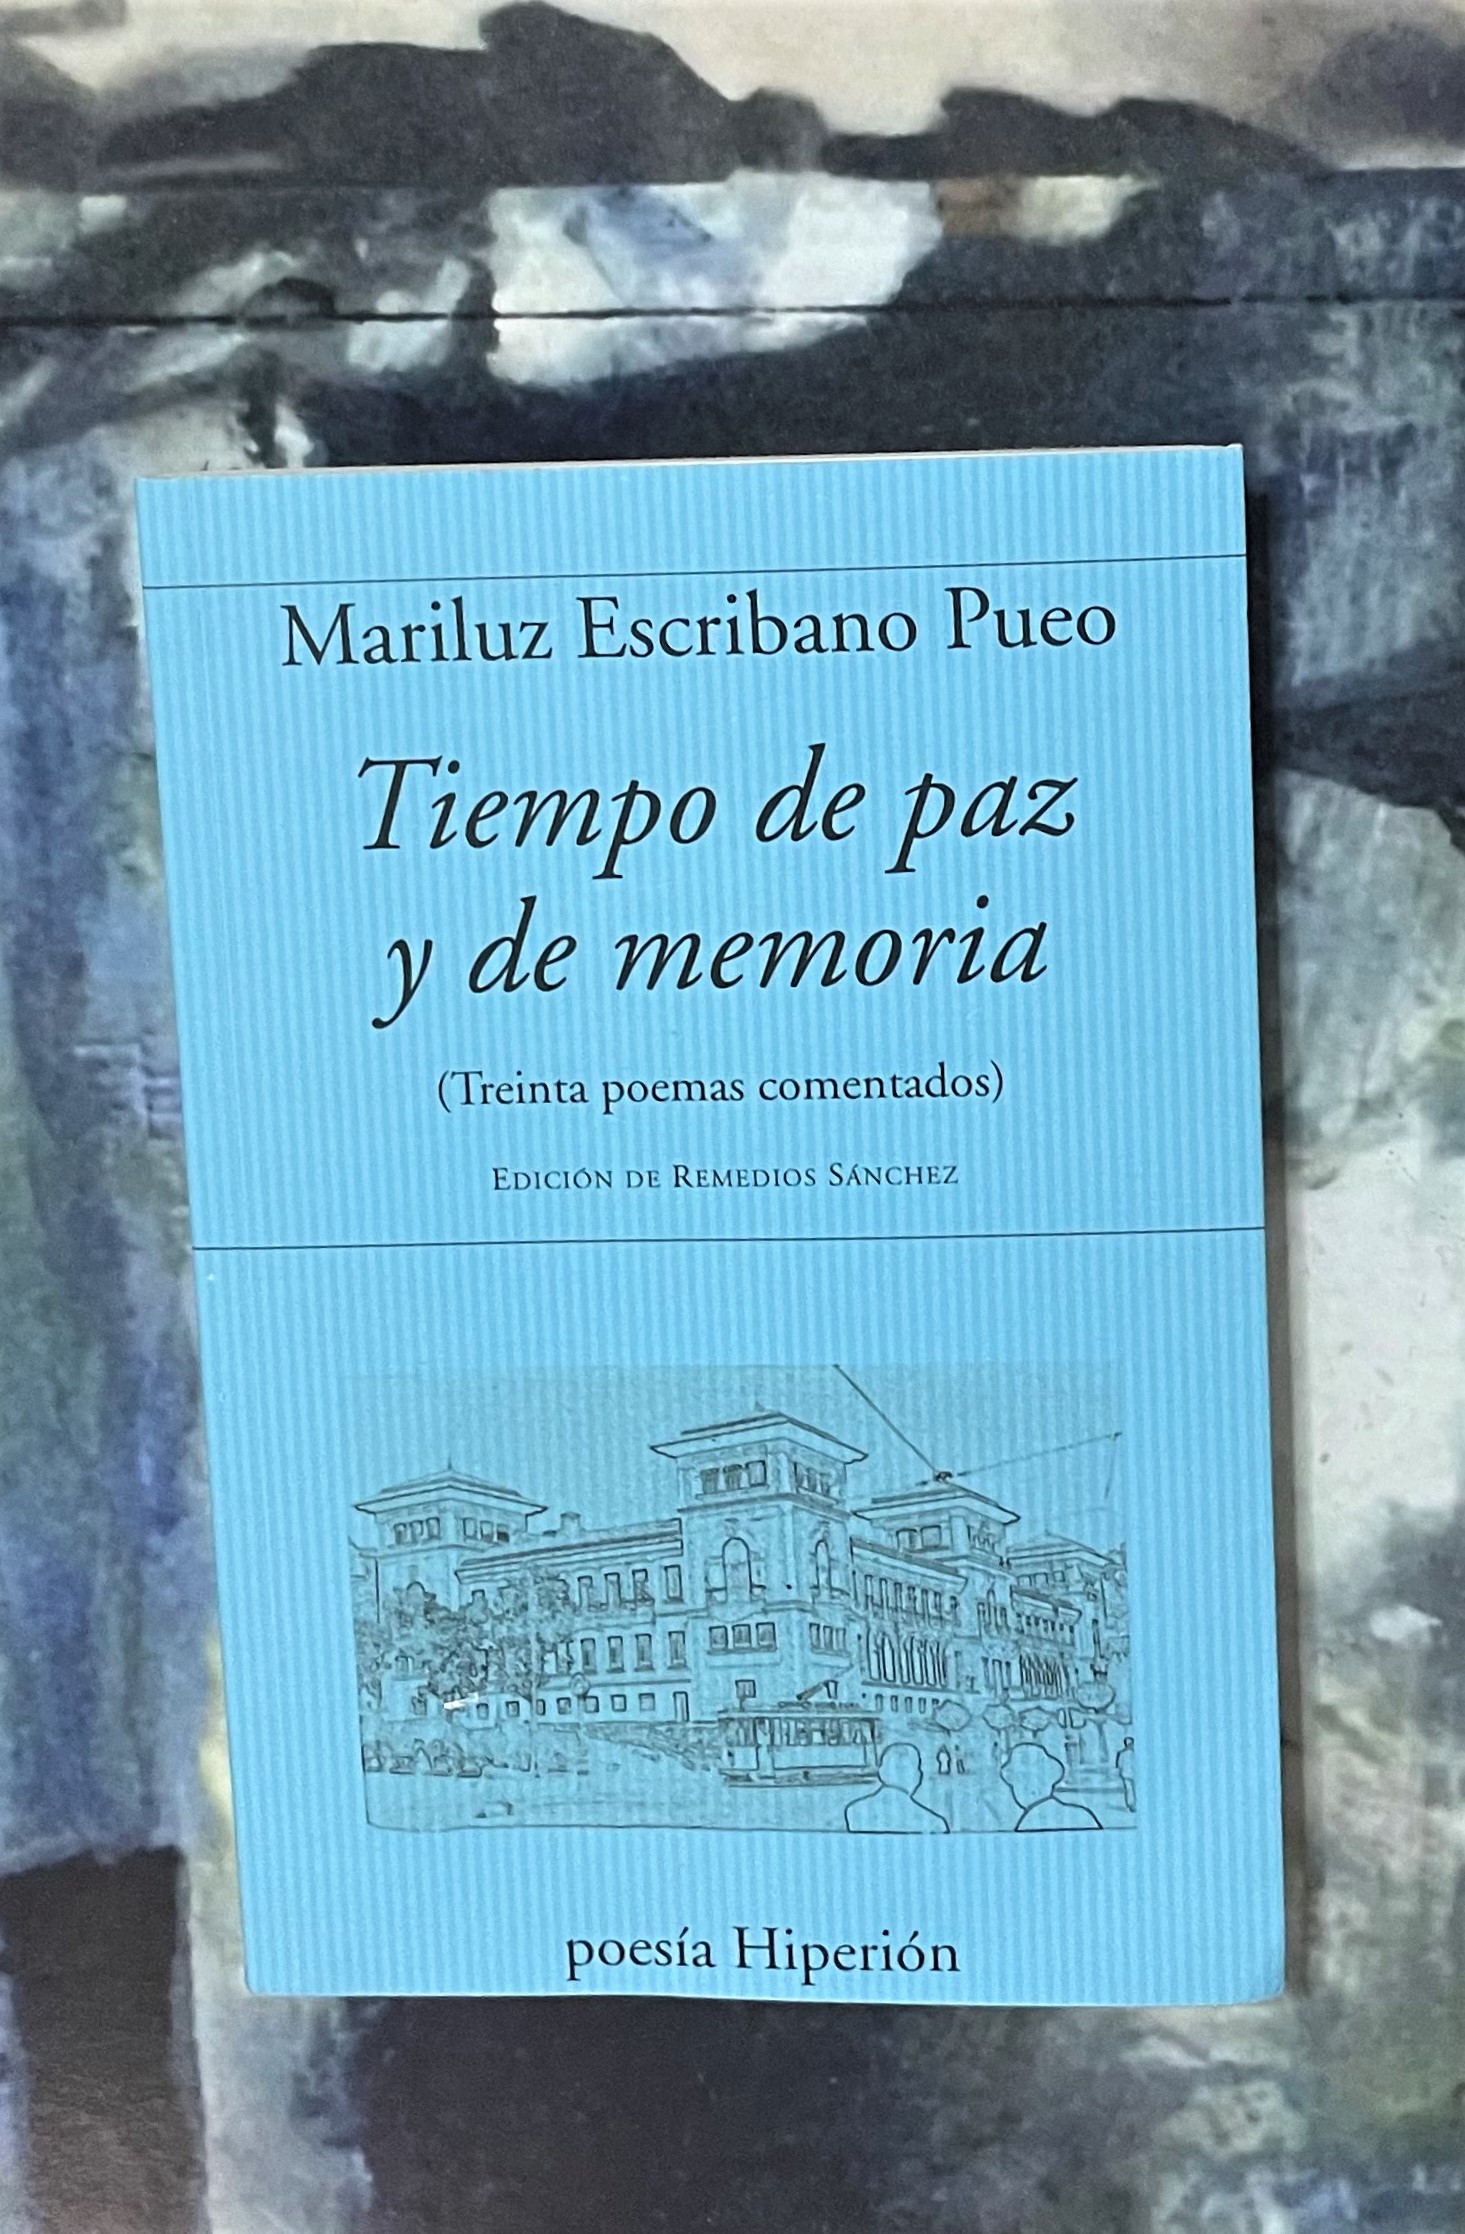 Mariluz Escribano Pueo
Tiempo de paz
y de memoria
(Treinta poemas comentados)
EDICIÓN DE REMEDIOS SÁNCHEZ
poesía Hiperión